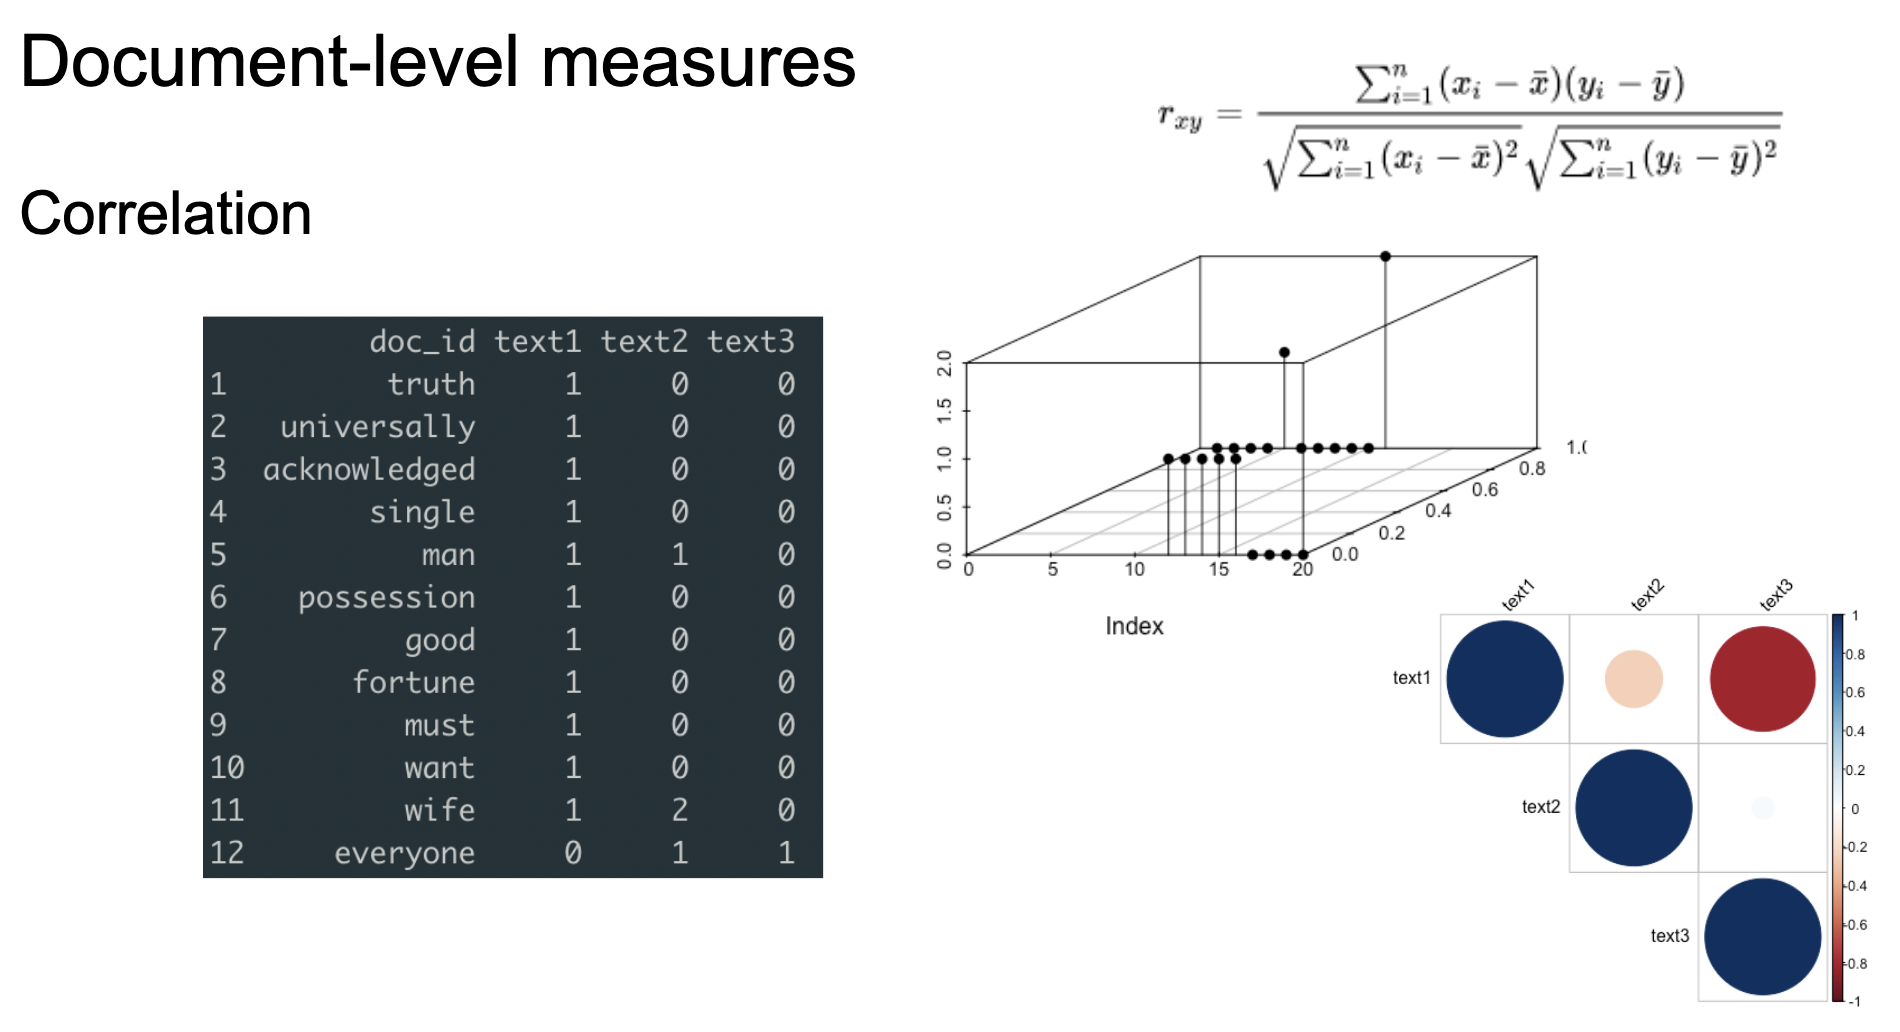 Document-level measures
r_{xy} = \frac{\sum_{i=1}^{n}(x_i - \bar{x})(y_i - \bar{y})}{\sqrt{\sum_{i=1}^{n}(x_i - \bar{x})^2}\sqrt{\sum_{i=1}^{n}(y_i - \bar{y})^2}}
Correlation
doc_id text1 text2 text3
1 truth 1 0 0
2 universally 1 0 0
3 acknowledged 1 0 0
4 single 1 0 0
5 man 1 1 0
6 possession 1 0 0
7 good 1 0 0
8 fortune 1 0 0
9 must 1 0 0
10 want 1 0 0
11 wife 1 2 0
12 everyone 0 1 1
2.0
1.5
1.0
0.5
0.0
0 5 10 15 20
0.0
0.2
0.4
0.6
0.8
1.(
Index
text1 text2 text3
text1
text2
text3
1
0.8
0.6
0.4
0.2
0
-0.2
-0.4
-0.6
-0.8
-1